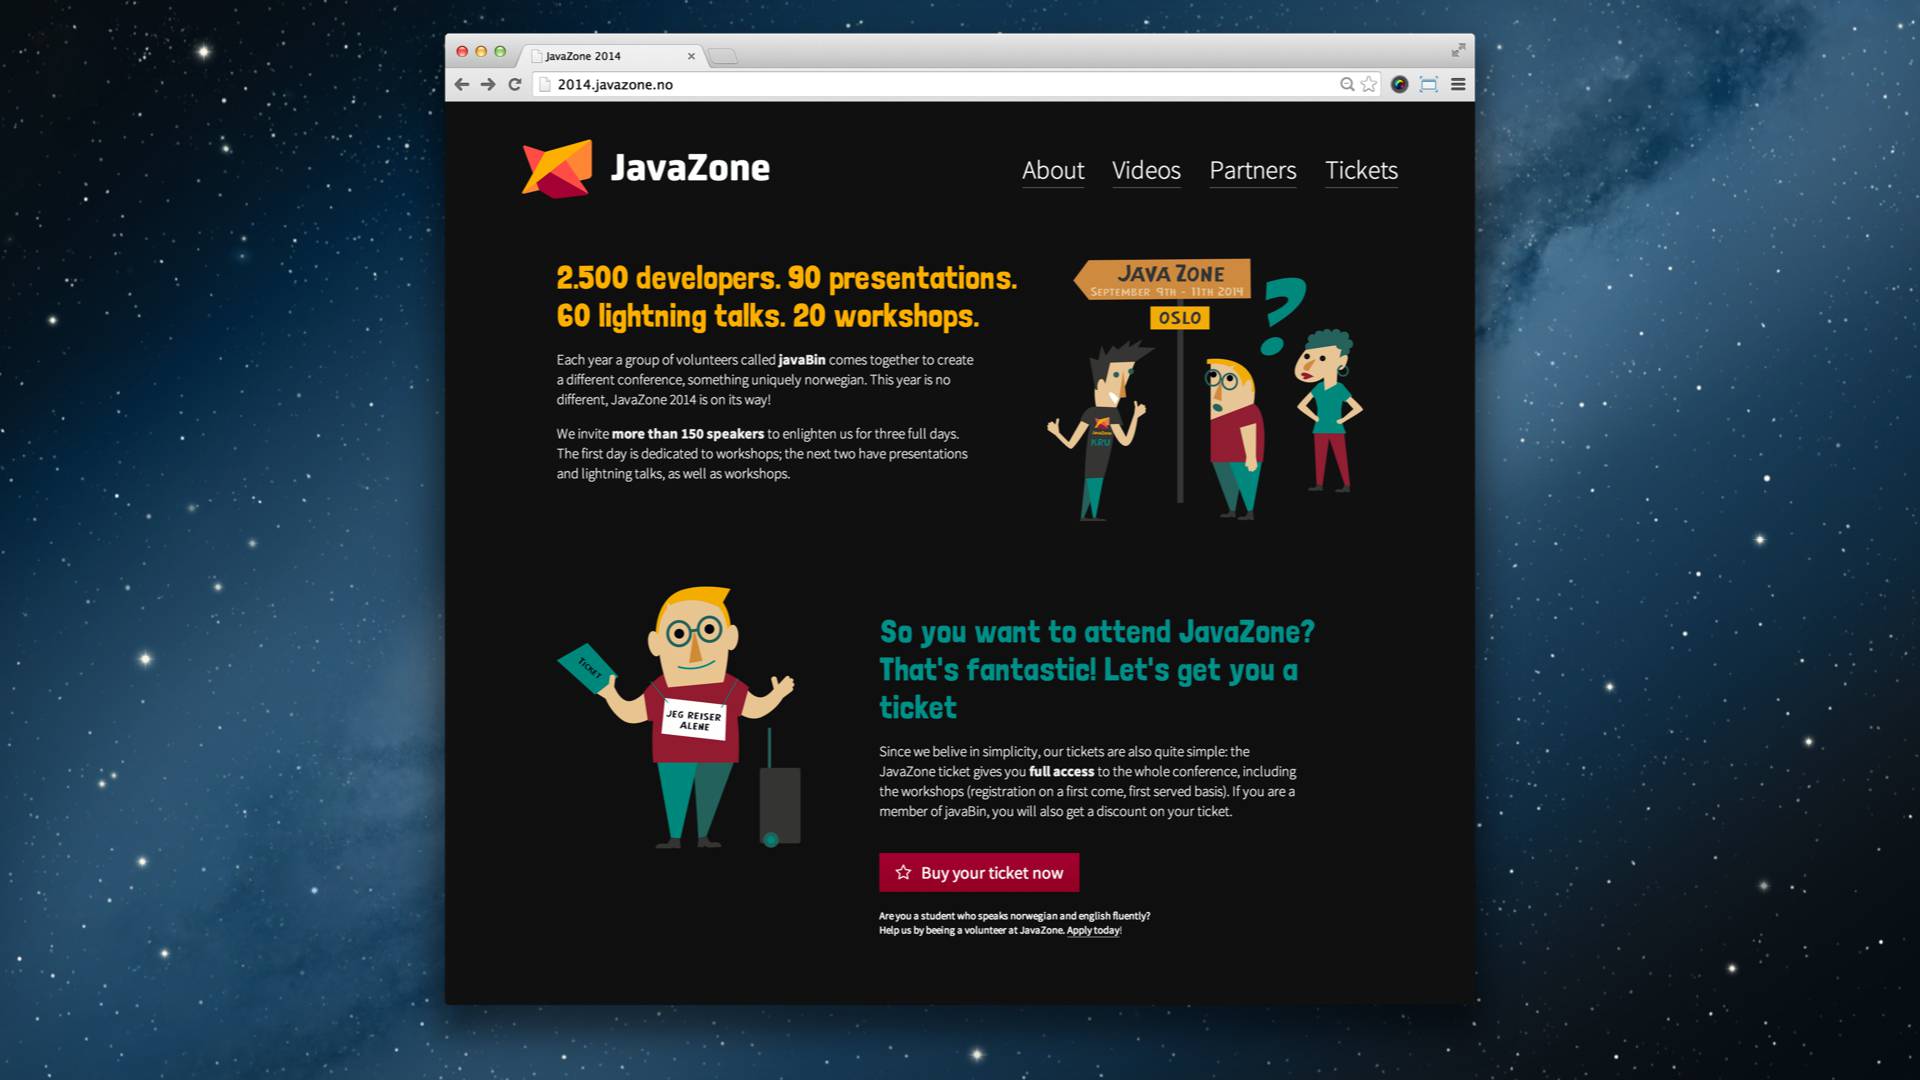 JavaZone 2014
2014.javazone.no
JavaZone
About Videos Partners Tickets
2.500 developers. 90 presentations.
60 lightning talks. 20 workshops.
Each year a group of volunteers called javaBin comes together to create
a different conference, something uniquely norwegian. This year is no
different, JavaZone 2014 is on its way!
We invite more than 150 speakers to enlighten us for three full days.
The first day is dedicated to workshops; the next two have presentations
and lightning talks, as well as workshops.
JAVA ZONE
SEPTEMBER 9TH - 11TH 2014
OSLO
?
JavaZone
KRU
TICKET
JEG REISER
ALENE
So you want to attend JavaZone?
That's fantastic! Let's get you a
ticket
Since we belive in simplicity, our tickets are also quite simple: the
JavaZone ticket gives you full access to the whole conference, including
the workshops (registration on a first come, first served basis). If you are a
member of javaBin, you will also get a discount on your ticket.
Buy your ticket now
Are you a student who speaks norwegian and english fluently?
Help us by beeing a volunteer at JavaZone. Apply today!